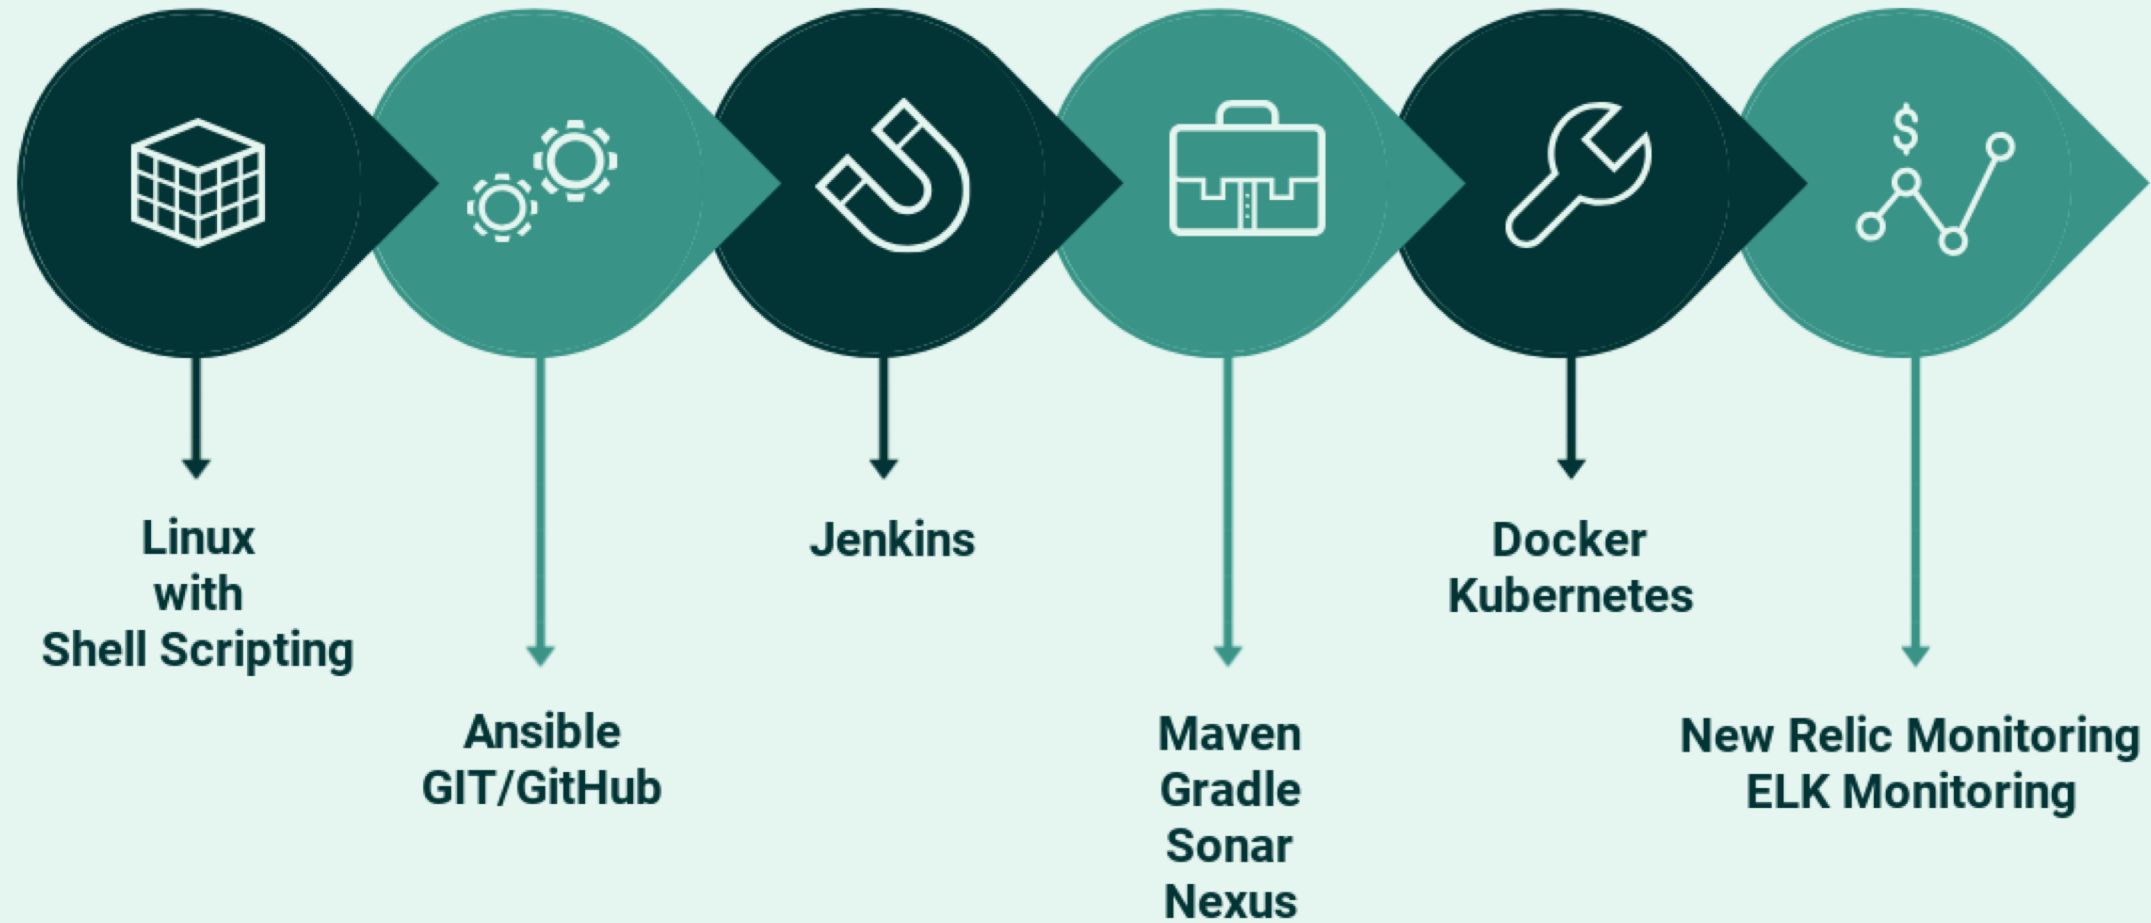 Linux
with
Shell Scripting
Ansible
GIT/GitHub
Jenkins
Maven
Gradle
Sonar
Nexus
Docker
Kubernetes
$
New Relic Monitoring
ELK Monitoring